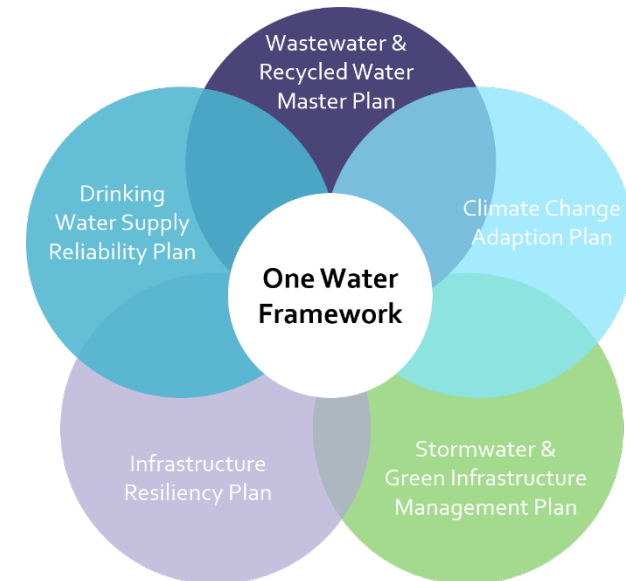 Wastewater &
Recycled Water
Master Plan
Drinking
Water Supply
Reliability Plan
Climate Change
Adaption Plan
One Water
Framework
Infrastructure
Resiliency Plan
Stormwater &
Green Infrastructure
Management Plan